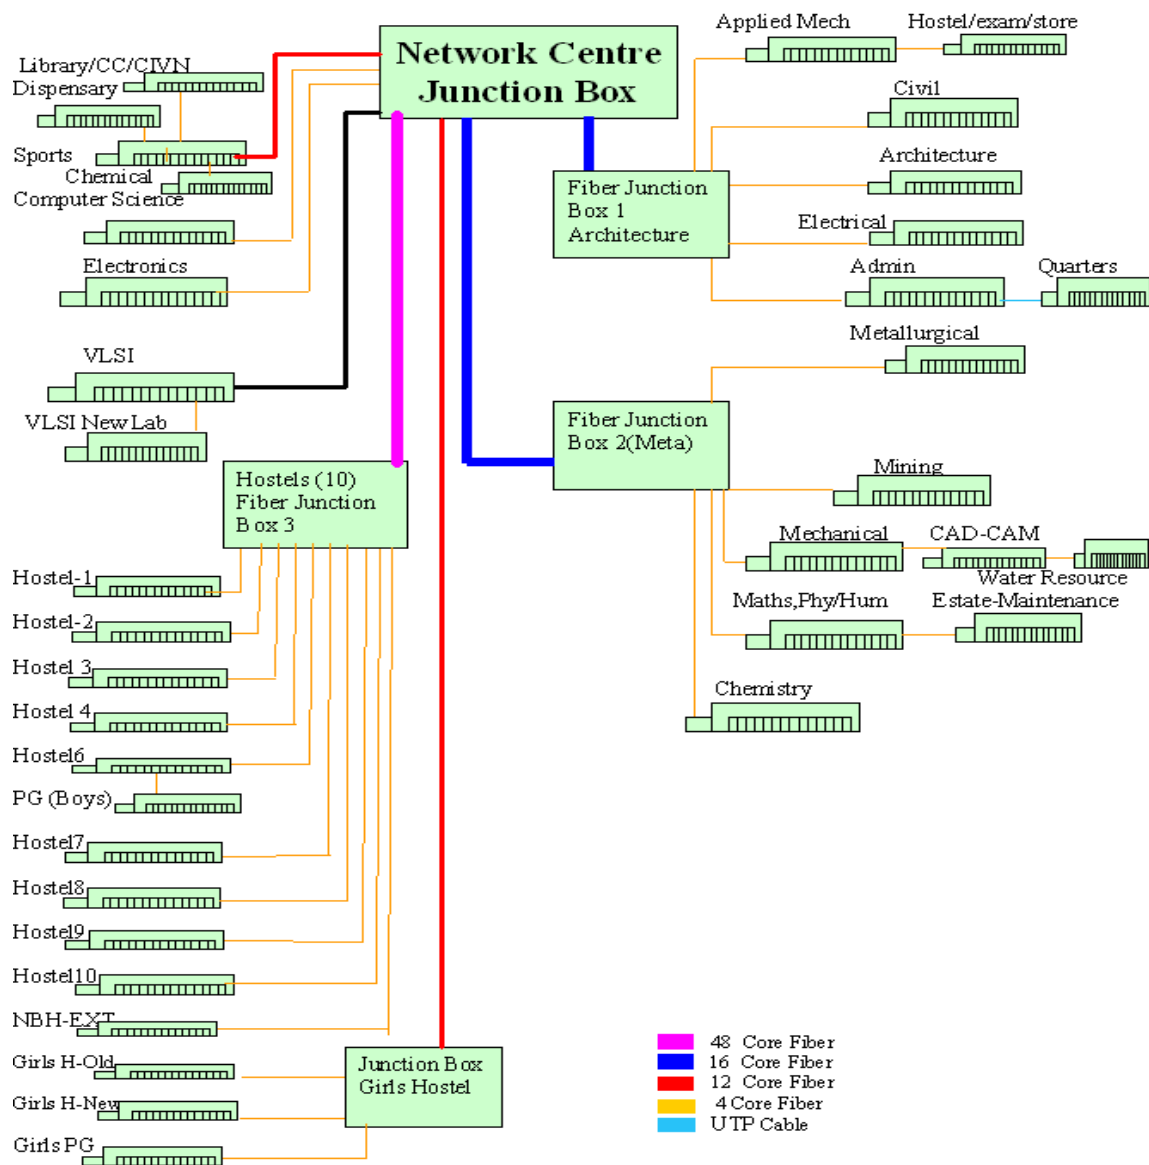 Network Centre
Junction Box
Applied Mech
Hostel/exam/store
Library/CC/CIVN
Dispensary
Civil
Sports
Chemical
Computer Science
Architecture
Fiber Junction
Box 1
Architecture
Electrical
Electronics
Admin
Quarters
Metallurgical
VLSI
VLSI New Lab
Fiber Junction
Box 2(Meta)
Hostels (10)
Fiber Junction
Box 3
Mining
Mechanical
CAD-CAM
Water Resource
Maths,Phy/Hum
Estate-Maintenance
Chemistry
Hostel-1
Hostel-2
Hostel 3
Hostel 4
Hostel6
PG (Boys)
Hostel7
Hostel8
Hostel9
Hostel10
NBH-EXT
Girls H-Old
Girls H-New
Girls PG
Junction Box
Girls Hostel
48 Core Fiber
16 Core Fiber
12 Core Fiber
4 Core Fiber
UTP Cable